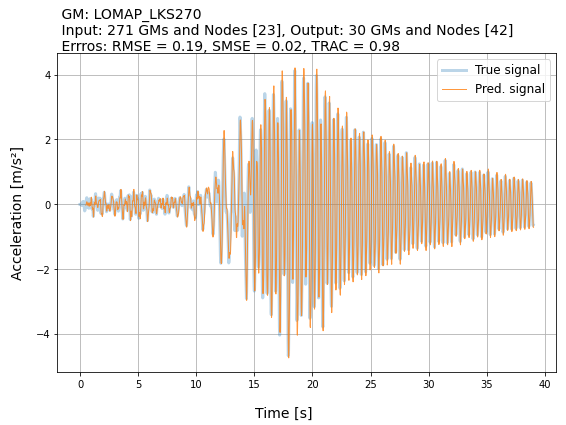 GM: LOMAP_LKS270
Input: 271 GMs and Nodes [23], Output: 30 GMs and Nodes [42]
Errros: RMSE = 0.19, SMSE = 0.02, TRAC = 0.98
True signal
Pred. signal
Acceleration [m/s²]
4
2
0
−2
−4
0 5 10 15 20 25 30 35 40
Time [s]